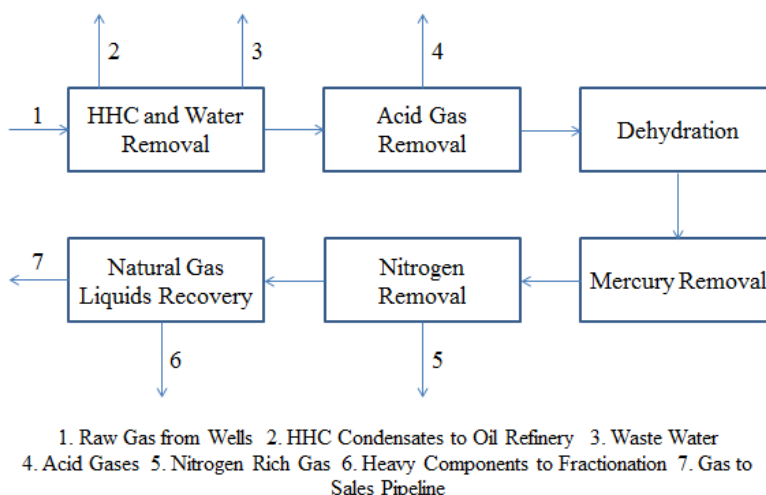 2
3
4
1
HHC and Water
Removal
Acid Gas
Removal
Dehydration
7
Natural Gas
Liquids Recovery
Nitrogen
Removal
Mercury Removal
6
5
1. Raw Gas from Wells 2. HHC Condensates to Oil Refinery 3. Waste Water
4. Acid Gases 5. Nitrogen Rich Gas 6. Heavy Components to Fractionation 7. Gas to
Sales Pipeline